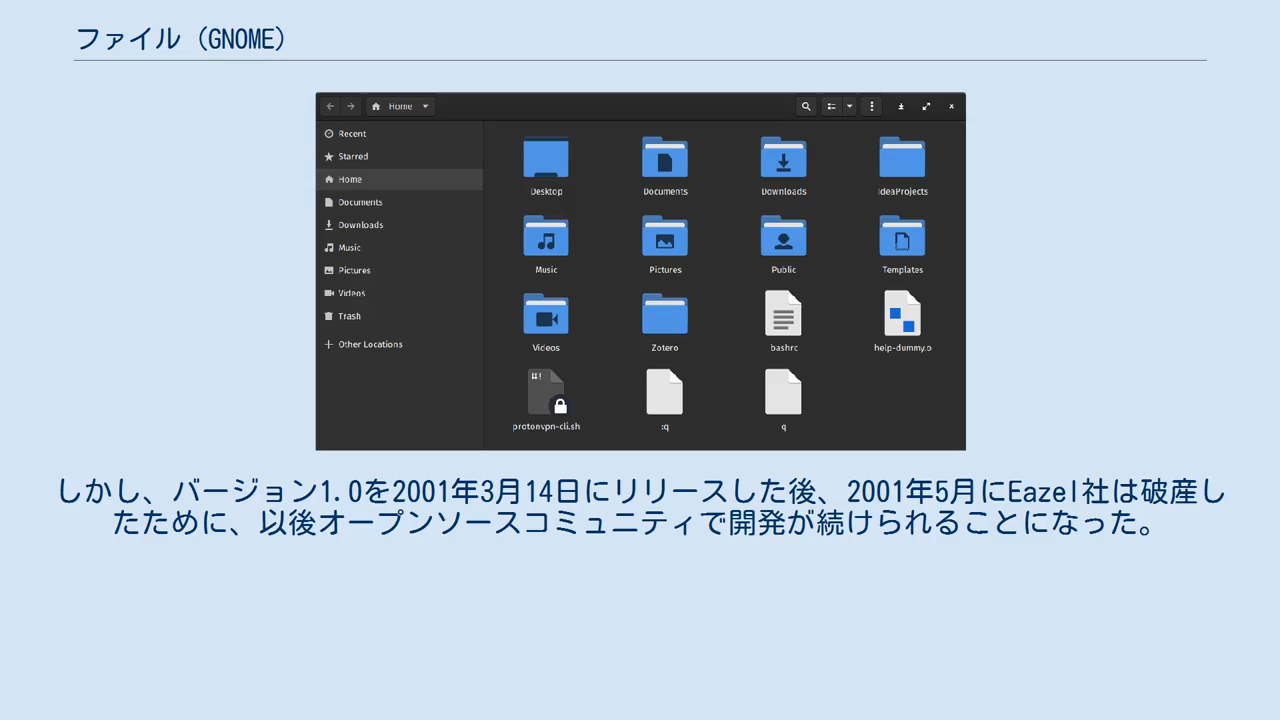 ファイル（GNOME）
Home
Recent
Starred
Home
Documents
Downloads
Music
Pictures
Videos
Trash
Other Locations
Desktop
Documents
Downloads
IdeaProjects
Music
Pictures
Public
Templates
Videos
Zotero
bashrc
help-dummy.o
#!
protonvpn-cli.sh
:q
q
しかし、バージョン1.0を2001年3月14日にリリースした後、2001年5月にEazel社は破産し
たために、以後オープンソースコミュニティで開発が続けられることになった。